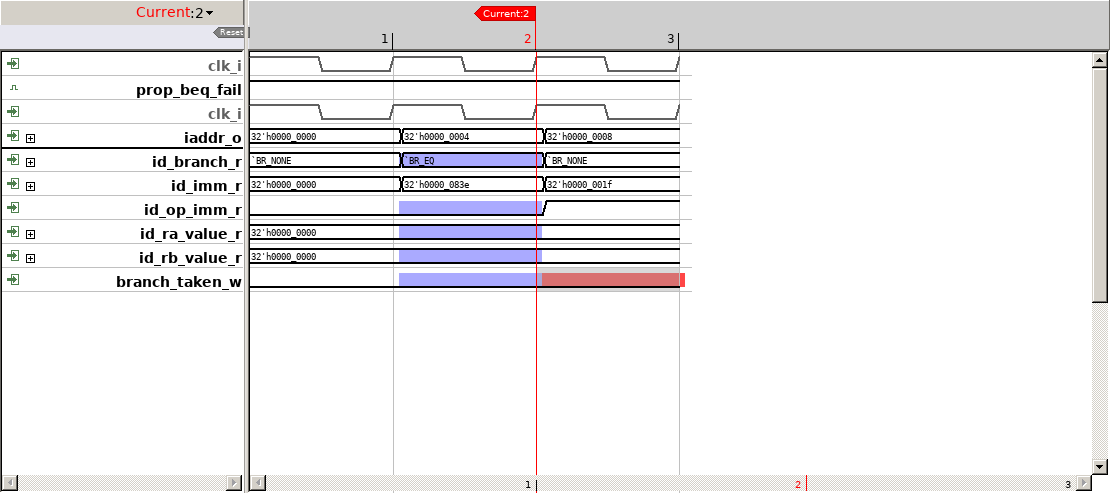 Current:2
Current:2
Reset
1 2 3
clk_i
prop_beq_fail
clk_i
iaddr_o 32'h0000_0000 32'h0000_0004 32'h0000_0008
id_branch_r `BR_NONE `BR_EQ `BR_NONE
id_imm_r 32'h0000_0000 32'h0000_083e 32'h0000_001f
id_op_imm_r
id_ra_value_r 32'h0000_0000
id_rb_value_r 32'h0000_0000
branch_taken_w
1 2 3